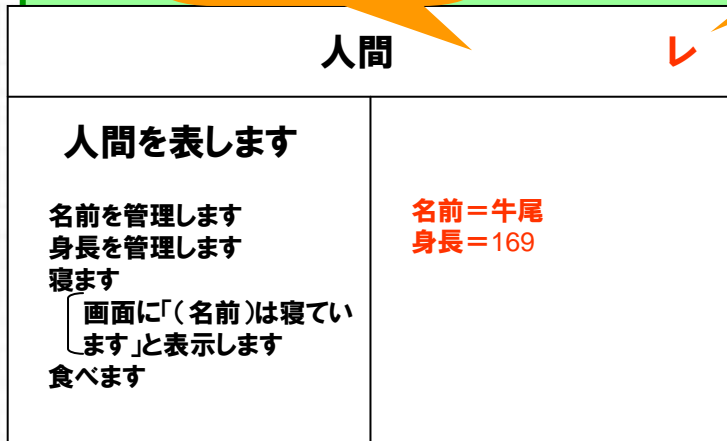 人間
レ
人間を表します
名前を管理します
身長を管理します
寝ます
画面に「(名前)は寝てい
ます」と表示します
食べます
名前＝牛尾
身長＝169